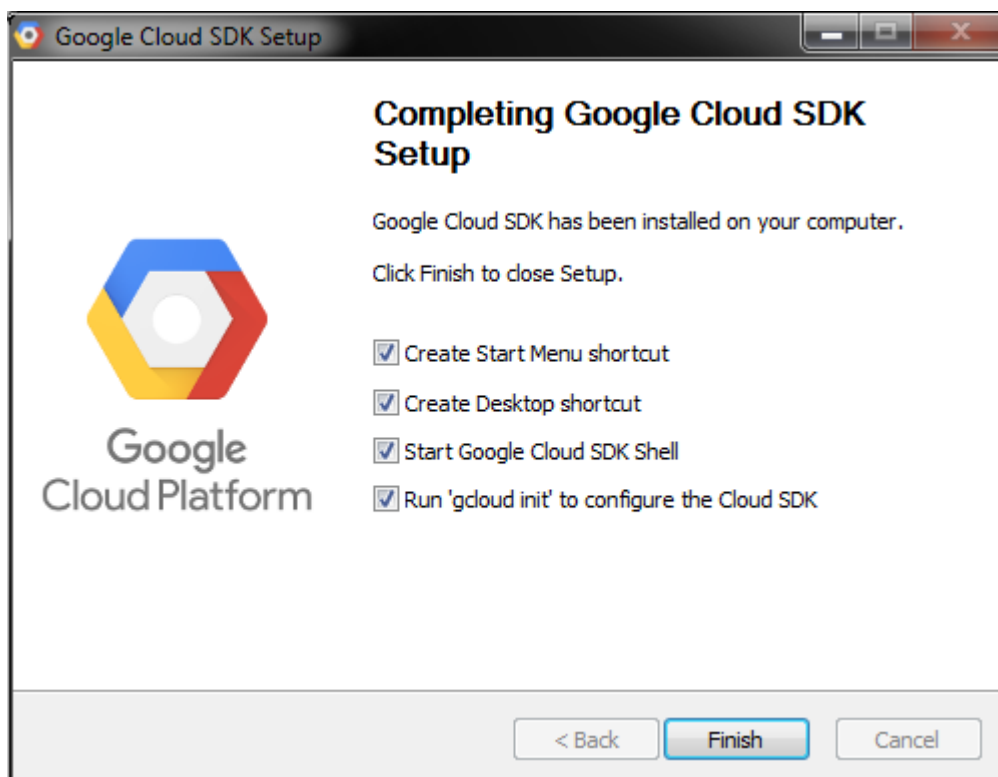 Google Cloud SDK Setup
Completing Google Cloud SDK
Setup
Google Cloud SDK has been installed on your computer.
Click Finish to close Setup.
Create Start Menu shortcut
Create Desktop shortcut
Start Google Cloud SDK Shell
Run 'gcloud init' to configure the Cloud SDK
Google
Cloud Platform
< Back
Finish
Cancel